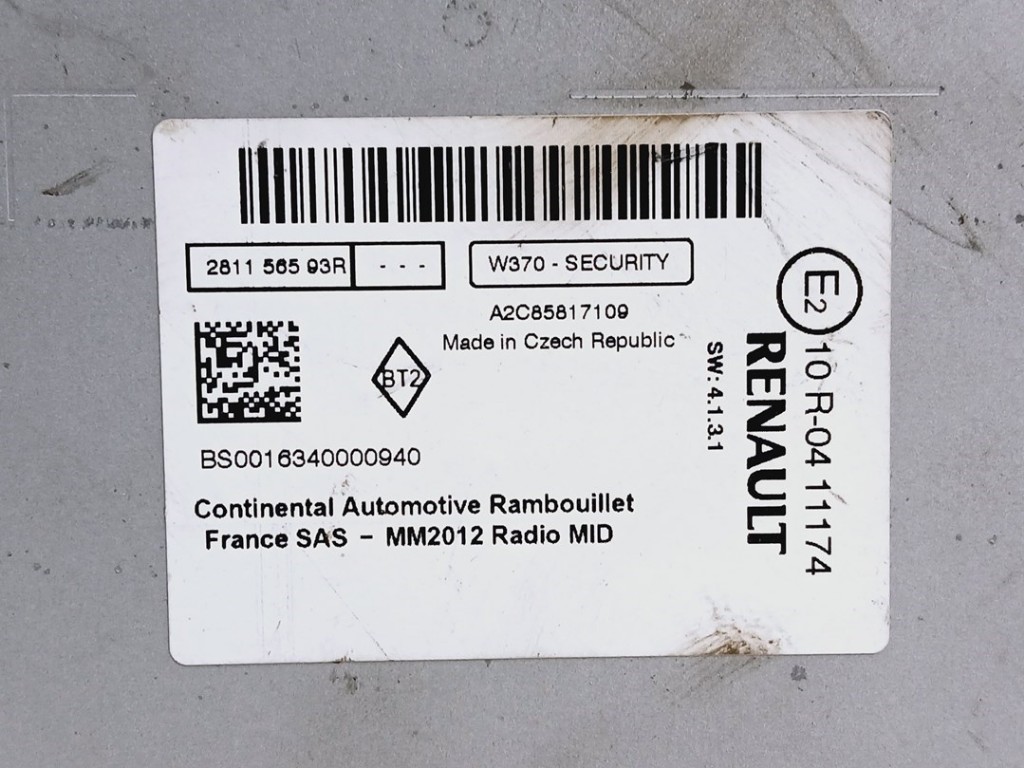 2811 565 93R - - -
W370 - SECURITY
A2C85817109
Made in Czech Republic
BT2
BS0016340000940
Continental Automotive Rambouillet
France SAS – MM2012 Radio MID
SW: 4.1.3.1
RENAULT
E2 10 R-04 11174